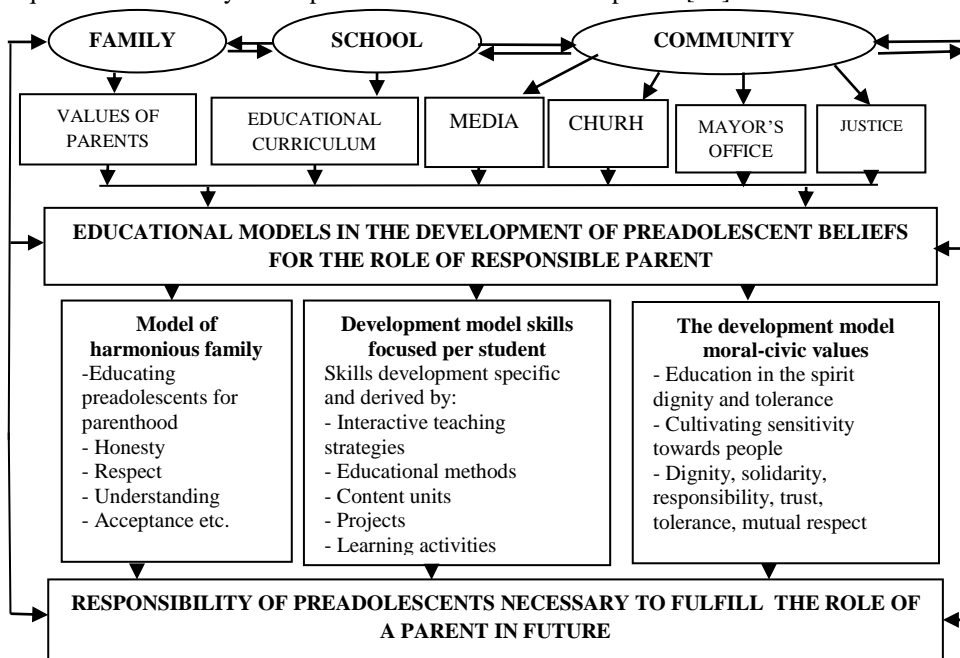 FAMILY
SCHOOL
COMMUNITY
VALUES OF
PARENTS
EDUCATIONAL
CURRICULUM
MEDIA
CHURH
MAYOR'S
OFFICE
JUSTICE
EDUCATIONAL MODELS IN THE DEVELOPMENT OF PREADOLESCENT BELIEFS
FOR THE ROLE OF RESPONSIBLE PARENT
Model of
harmonious family
-Educating
preadolescents for
parenthood
- Honesty
- Respect
- Understanding
- Acceptance etc.
Development model skills
focused per student
Skills development specific
and derived by:
- Interactive teaching
strategies
- Educational methods
- Content units
- Projects
- Learning activities
The development model
moral-civic values
- Education in the spirit
dignity and tolerance
- Cultivating sensitivity
towards people
- Dignity, solidarity,
responsibility, trust,
tolerance, mutual respect
RESPONSIBILITY OF PREADOLESCENTS NECESSARY TO FULFILL THE ROLE OF
A PARENT IN FUTURE